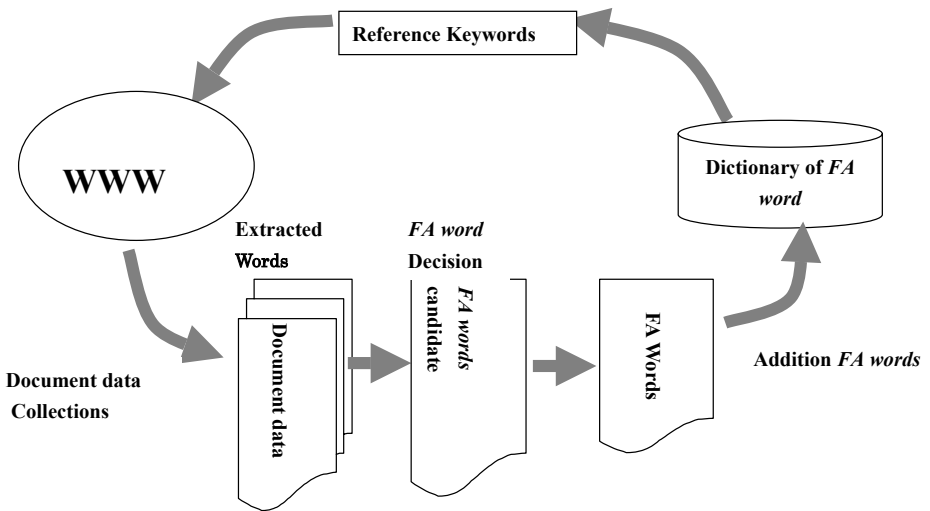 Reference Keywords
WWW
Dictionary of FA
word
Extracted
Words
FA word
Decision
Document data
FA words
candidate
FA Words
Addition FA words
Document data
Collections